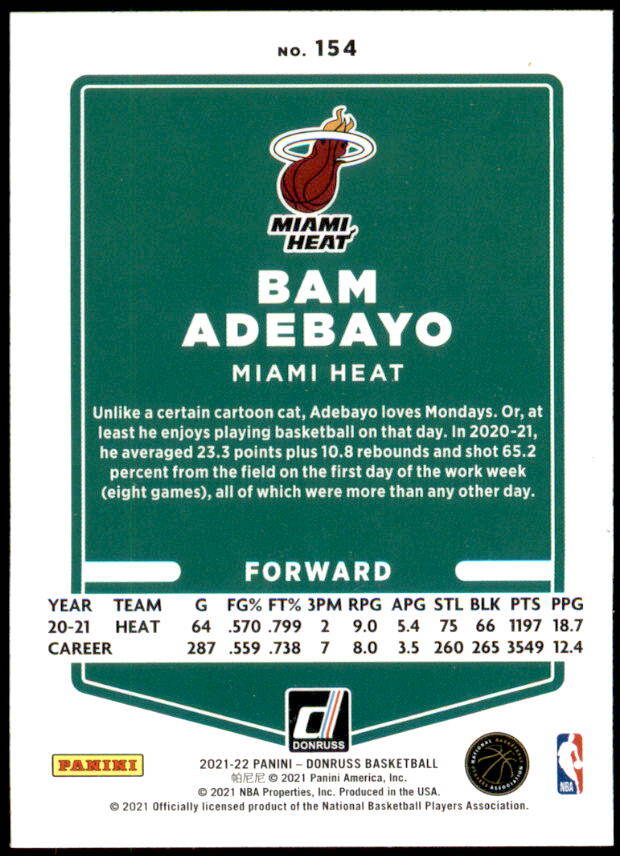 NO. 154
MIAMI
HEAT
BAM
ADEBAYO
MIAMI HEAT
Unlike a certain cartoon cat, Adebayo loves Mondays. Or, at
least he enjoys playing basketball on that day. In 2020-21,
he averaged 23.3 points plus 10.8 rebounds and shot 65.2
percent from the field on the first day of the work week
(eight games), all of which were more than any other day.
FORWARD
YEAR TEAM G FG% FT% 3PM RPG APG STL BLK PTS PPG
20-21 HEAT 64 .570 .799 2 9.0 5.4 75 66 1197 18.7
CAREER 287 .559 .738 7 8.0 3.5 260 265 3549 12.4
d
DONRUSS
PANINI
2021-22 PANINI – DONRUSS BASKETBALL
帕尼尼 © 2021 Panini America, Inc.
© 2021 NBA Properties, Inc. Produced in the USA.
© 2021 Officially licensed product of the National Basketball Players Association.
NATIONAL BASKETBALL PLAYERS ASSOCIATION
NBA